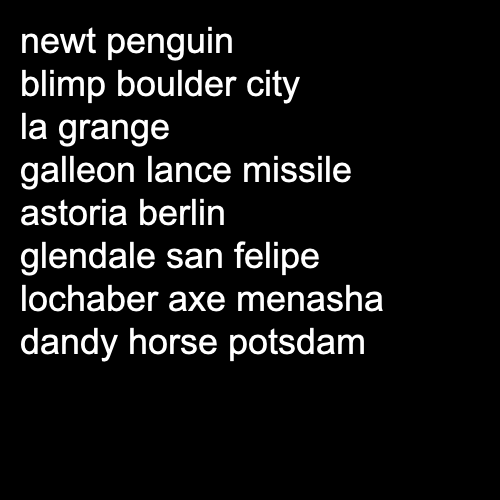 newt penguin
blimp boulder city
la grange
galleon lance missile
astoria berlin
glendale san felipe
lochaber axe menasha
dandy horse potsdam